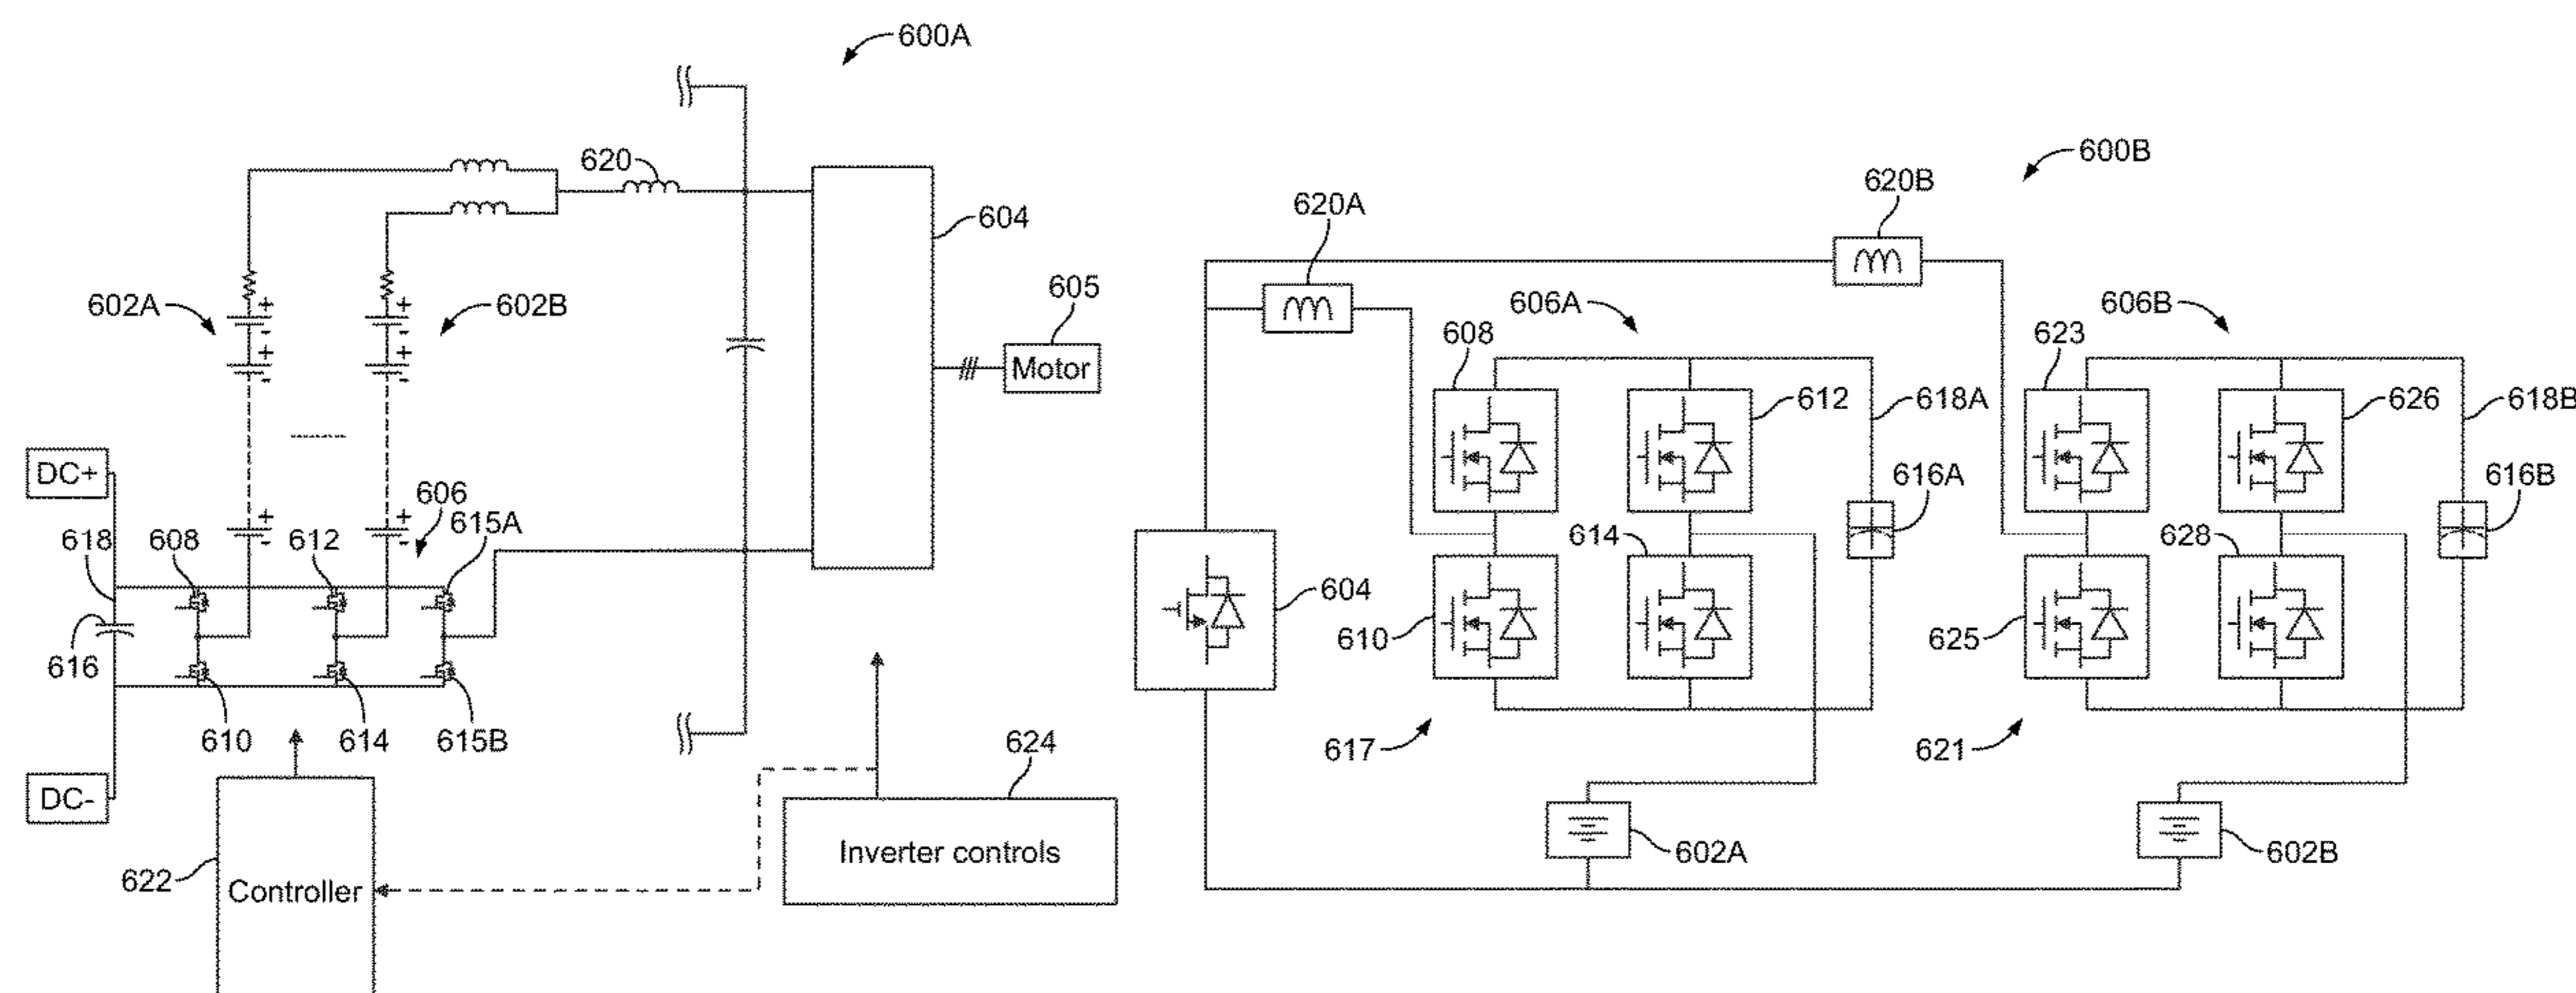 600A
620
604
602A
602B
605
Motor
DC+
606
615A
618
608
612
616
610
614
615B
DC-
624
Inverter controls
622
Controller
600B
620B
620A
606A
606B
608
623
612
618A
626
618B
616A
616B
614
628
604
610
625
617
621
602A
602B
+
-
+
-
+
-
+
-
+
-
+
-